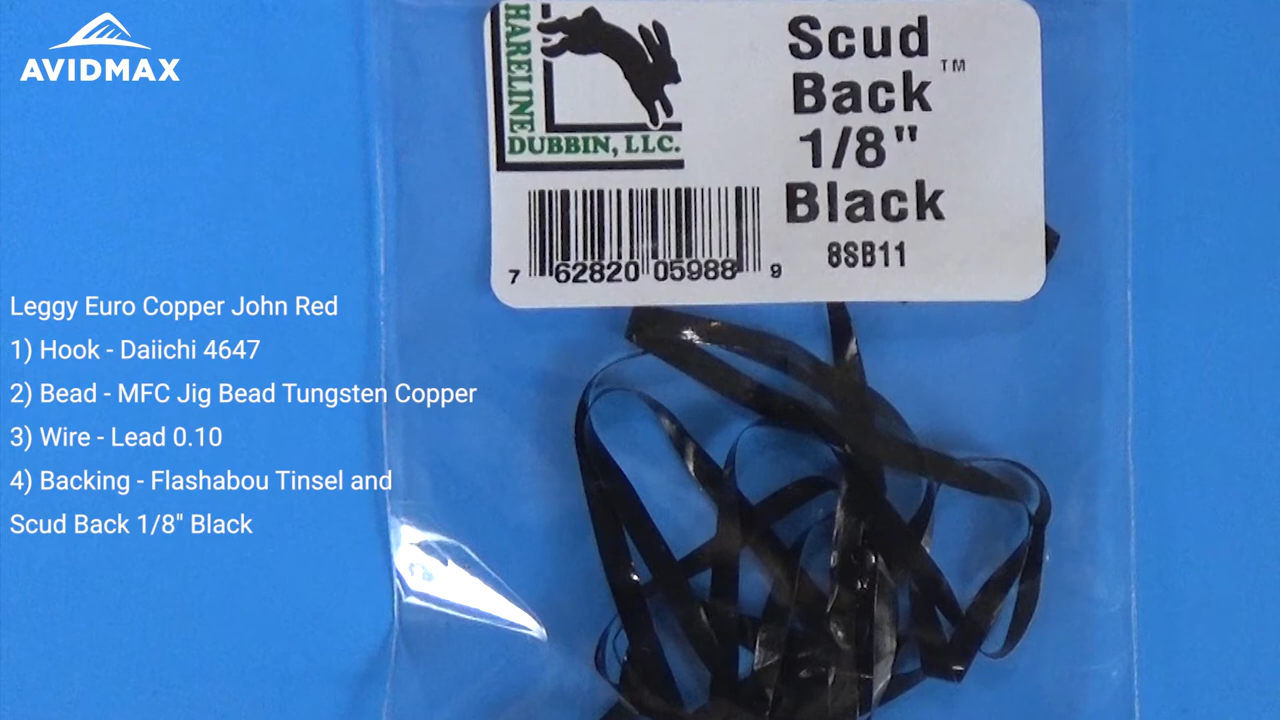 AVIDMAX
HARELINE
DUBBIN, LLC.
Scud
Back™
1/8"
Black
8SB11
7 62820 05988 9
Leggy Euro Copper John Red
1) Hook - Daiichi 4647
2) Bead - MFC Jig Bead Tungsten Copper
3) Wire - Lead 0.10
4) Backing - Flashabou Tinsel and
Scud Back 1/8" Black